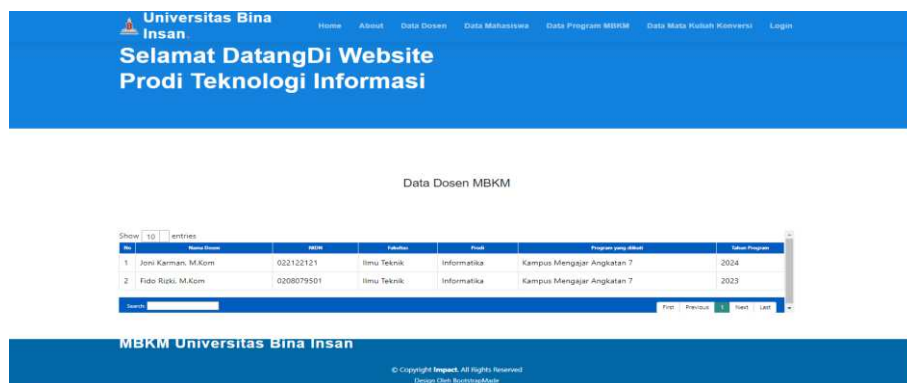 Universitas Bina Insan.
Home About Data Dosen Data Mahasiswa Data Program MBKM Data Mata Kuliah Konversi Login
Selamat DatangDi Website
Prodi Teknologi Informasi
Data Dosen MBKM
Show 10 entries
No Nama Dosen NIDN Fakultas Prodi Program yang diikuti Tahun Program
1 Joni Karman, M.Kom 022122121 Ilmu Teknik Informatika Kampus Mengajar Angkatan 7 2024
2 Fido Rizki, M.Kom 0208079501 Ilmu Teknik Informatika Kampus Mengajar Angkatan 7 2023
Search:
First Previous 1 Next Last
MBKM Universitas Bina Insan
© Copyright Impact. All Rights Reserved
Design Oleh BootstrapMade